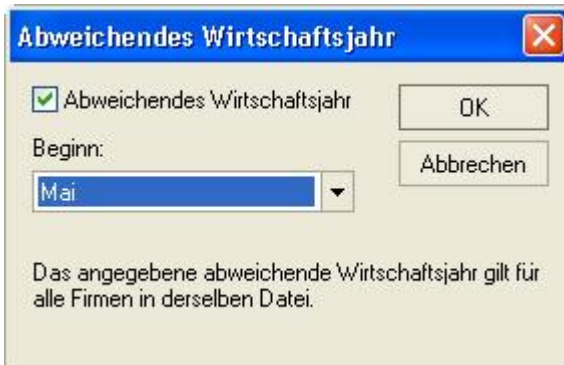 Abweichendes Wirtschaftsjahr
Abweichendes Wirtschaftsjahr
OK
Beginn:
Abbrechen
Mai
Das angegebene abweichende Wirtschaftsjahr gilt für
alle Firmen in derselben Datei.